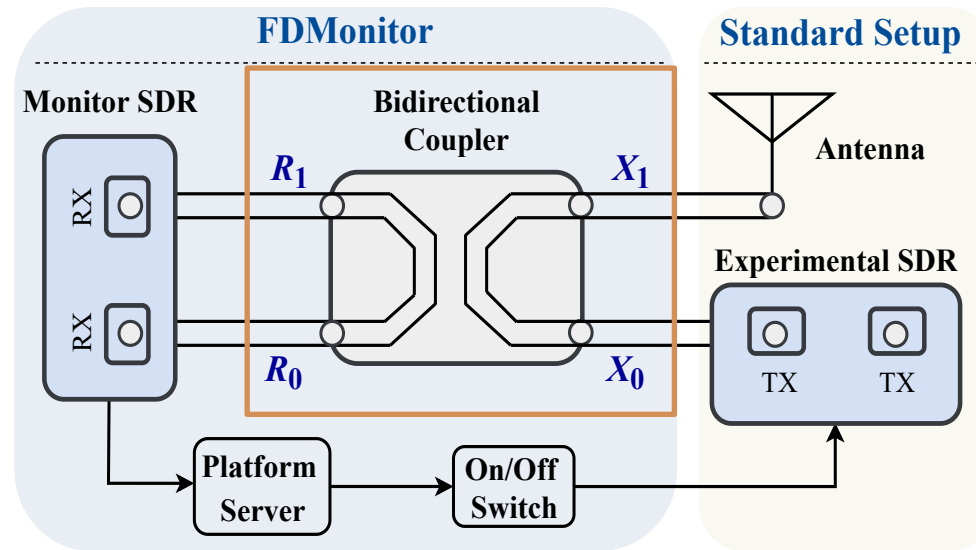 FDMonitor
Standard Setup
Monitor SDR
Bidirectional
Coupler
R1
X1
Antenna
RX
RX
Experimental SDR
TX
TX
R0
X0
Platform
Server
On/Off
Switch